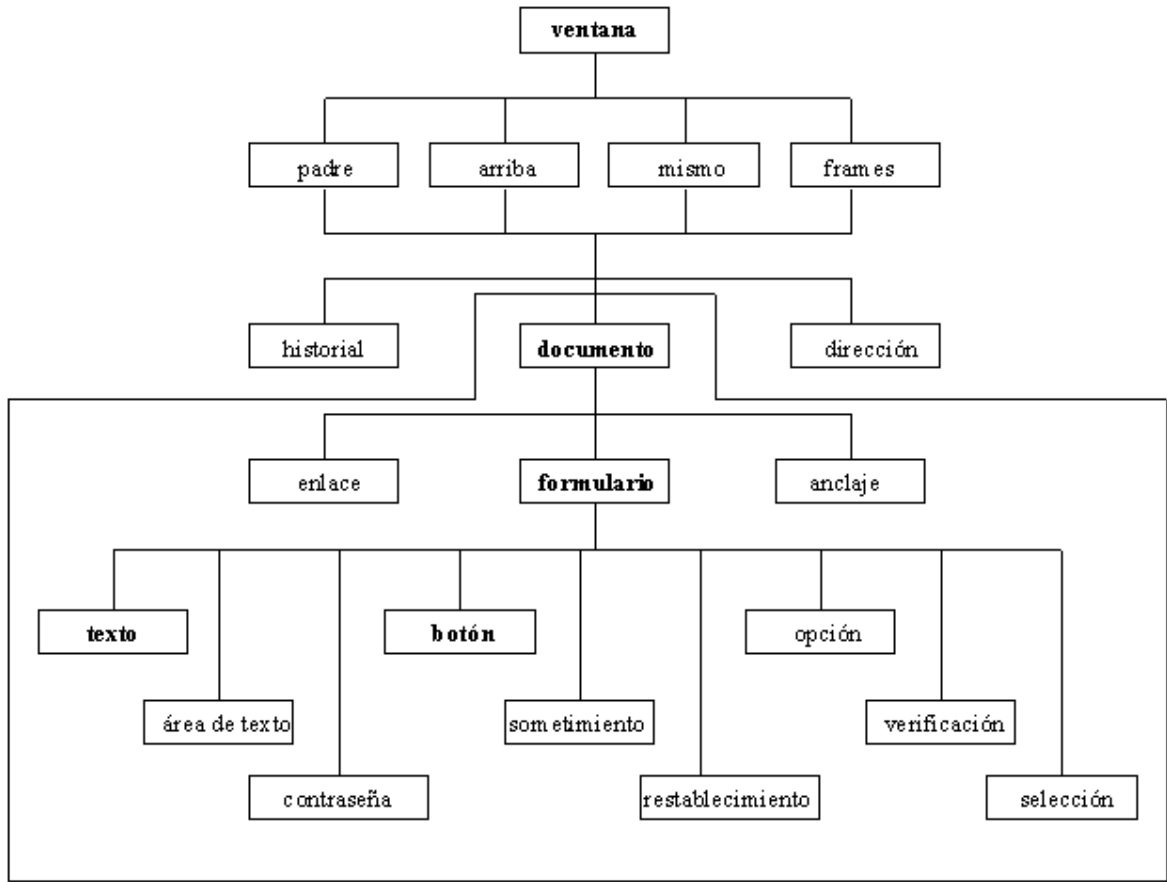 ventana
padre
arriba
mismo
frames
historial
documento
dirección
enlace
formulario
anclaje
texto
botón
opción
área de texto
sometimiento
verificación
contraseña
restablecimiento
selección